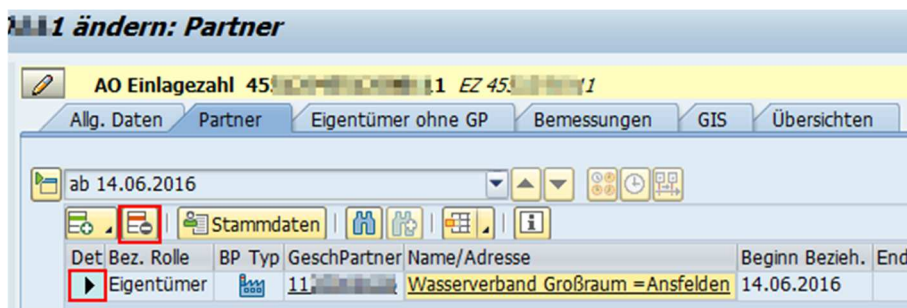 1 ändern: Partner
AO Einlagezahl 45 1 EZ 45 1
Allg. Daten Partner Eigentümer ohne GP Bemessungen GIS Übersichten
ab 14.06.2016
Stammdaten
Det Bez. Rolle BP Typ GeschPartner Name/Adresse Beginn Bezieh. End
Eigentümer 11 Wasserverband Großraum =Ansfelden 14.06.2016